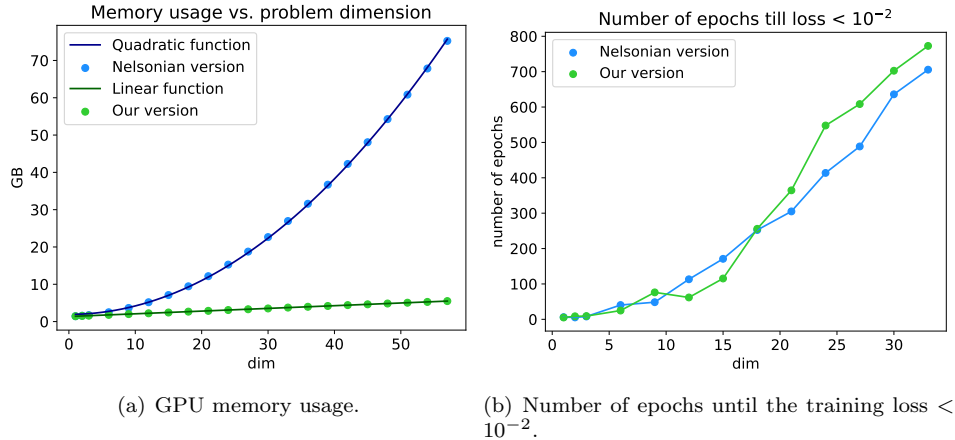 Memory usage vs. problem dimension
Quadratic function
Nelsonian version
Linear function
Our version
GB
70
60
50
40
30
20
10
0
0 10 20 30 40 50
dim
(a) GPU memory usage.
Number of epochs till loss < 10⁻²
Nelsonian version
Our version
number of epochs
800
700
600
500
400
300
200
100
0
0 5 10 15 20 25 30
dim
(b) Number of epochs until the training loss <
10⁻².